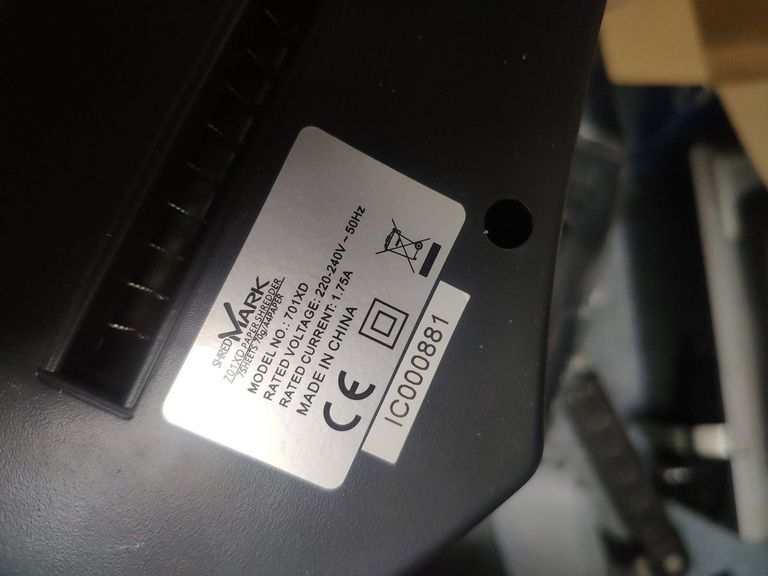 SHRED MARK
701XD PAPER SHREDDER
7SHEETS 70g/A4PAPER
MODEL NO.: 701XD
RATED VOLTAGE: 220-240V ~ 50Hz
RATED CURRENT: 1.75A
MADE IN CHINA
CE
IC000881